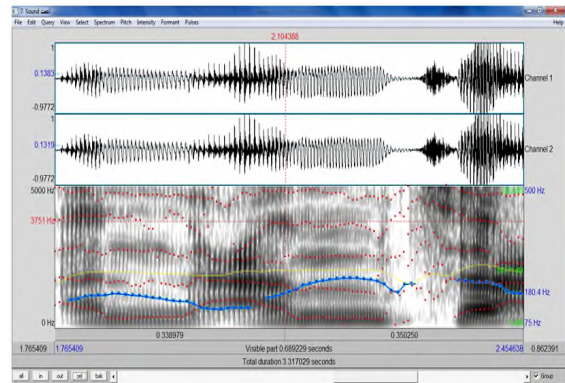 7. Sound
File Edit Query View Select Spectrum Pitch Intensity Formant Pulses Help
2.104388
1
0.1383
-0.9772
Channel 1
1
0.1319
-0.9772
Channel 2
5000 Hz
500 Hz
3751 Hz
180.4 Hz
0 Hz
75 Hz
0.338979 0.350250
1.765409 1.765409 Visible part 0.689229 seconds 2.454638 0.862391
Total duration 3.317029 seconds
all in out sel bak Group